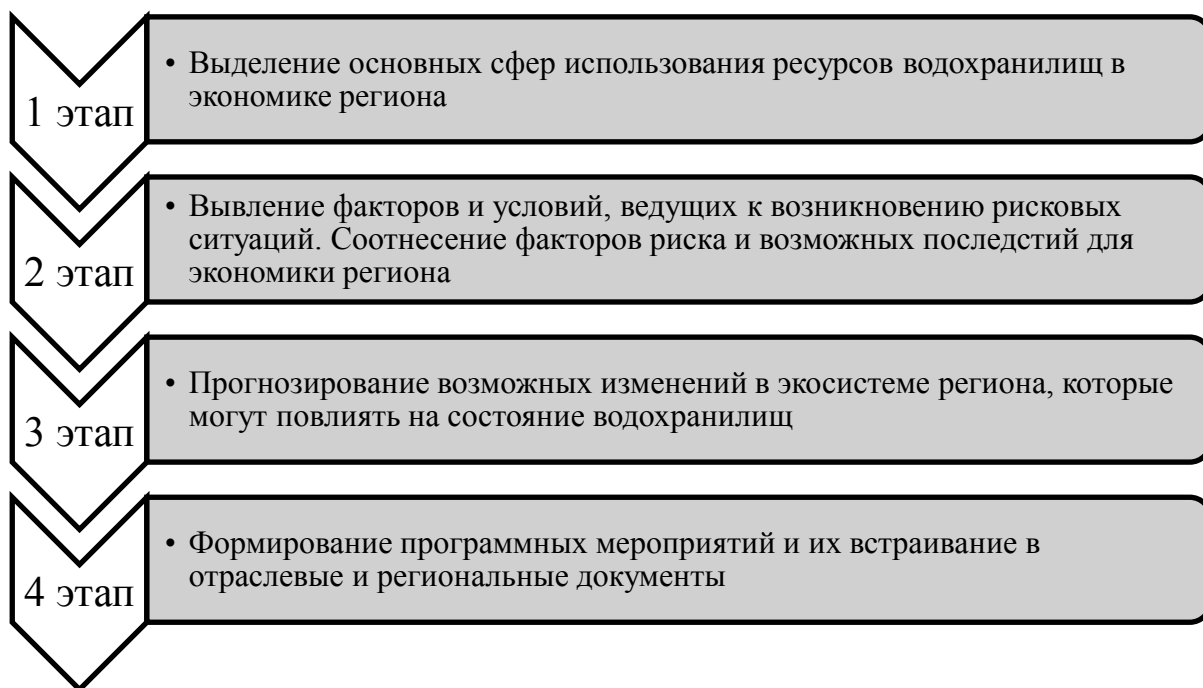 1 этап
• Выделение основных сфер использования ресурсов водохранилищ в
экономике региона
2 этап
• Вывление факторов и условий, ведущих к возникновению рисковых
ситуаций. Соотнесение факторов риска и возможных последстий для
экономики региона
3 этап
• Прогнозирование возможных изменений в экосистеме региона, которые
могут повлиять на состояние водохранилищ
4 этап
• Формирование программных мероприятий и их встраивание в
отраслевые и региональные документы